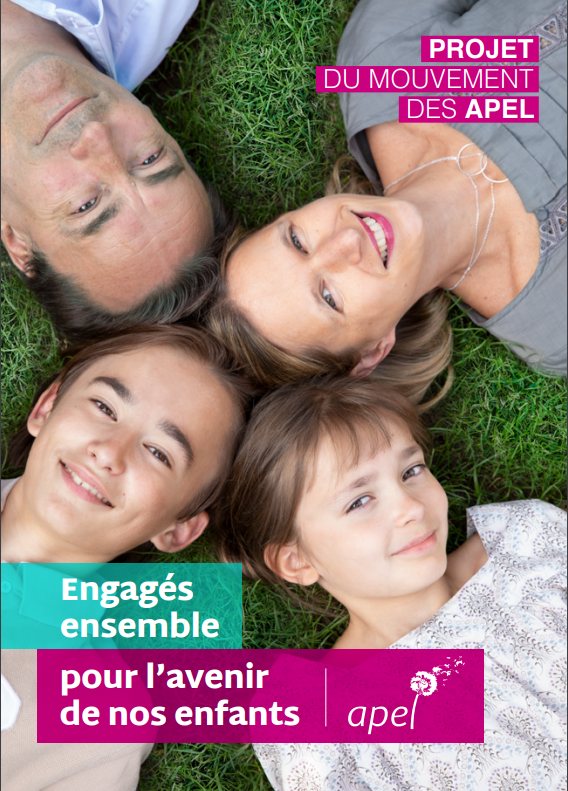 PROJET
DU MOUVEMENT
DES APEL
Engagés
ensemble
pour l’avenir
de nos enfants
apel